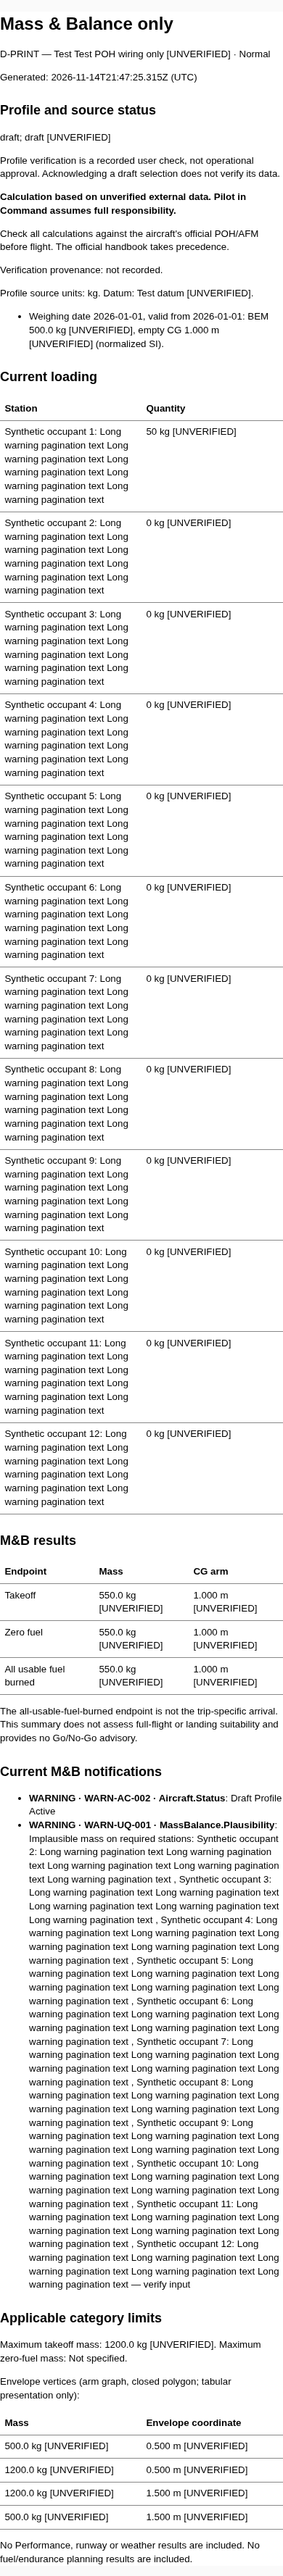 Mass & Balance only
D-PRINT — Test Test POH wiring only [UNVERIFIED] · Normal
Generated: 2026-11-14T21:47:25.315Z (UTC)
Profile and source status
draft; draft [UNVERIFIED]
Profile verification is a recorded user check, not operational
approval. Acknowledging a draft selection does not verify its data.
Calculation based on unverified external data. Pilot in
Command assumes full responsibility.
Check all calculations against the aircraft's official POH/AFM
before flight. The official handbook takes precedence.
Verification provenance: not recorded.
Profile source units: kg. Datum: Test datum [UNVERIFIED].
• Weighing date 2026-01-01, valid from 2026-01-01: BEM
500.0 kg [UNVERIFIED], empty CG 1.000 m
[UNVERIFIED] (normalized SI).
Current loading
Station Quantity
Synthetic occupant 1: Long 50 kg [UNVERIFIED]
warning pagination text Long
warning pagination text Long
warning pagination text Long
warning pagination text Long
warning pagination text
Synthetic occupant 2: Long 0 kg [UNVERIFIED]
warning pagination text Long
warning pagination text Long
warning pagination text Long
warning pagination text Long
warning pagination text
Synthetic occupant 3: Long 0 kg [UNVERIFIED]
warning pagination text Long
warning pagination text Long
warning pagination text Long
warning pagination text Long
warning pagination text
Synthetic occupant 4: Long 0 kg [UNVERIFIED]
warning pagination text Long
warning pagination text Long
warning pagination text Long
warning pagination text Long
warning pagination text
Synthetic occupant 5: Long 0 kg [UNVERIFIED]
warning pagination text Long
warning pagination text Long
warning pagination text Long
warning pagination text Long
warning pagination text
Synthetic occupant 6: Long 0 kg [UNVERIFIED]
warning pagination text Long
warning pagination text Long
warning pagination text Long
warning pagination text Long
warning pagination text
Synthetic occupant 7: Long 0 kg [UNVERIFIED]
warning pagination text Long
warning pagination text Long
warning pagination text Long
warning pagination text Long
warning pagination text
Synthetic occupant 8: Long 0 kg [UNVERIFIED]
warning pagination text Long
warning pagination text Long
warning pagination text Long
warning pagination text Long
warning pagination text
Synthetic occupant 9: Long 0 kg [UNVERIFIED]
warning pagination text Long
warning pagination text Long
warning pagination text Long
warning pagination text Long
warning pagination text
Synthetic occupant 10: Long 0 kg [UNVERIFIED]
warning pagination text Long
warning pagination text Long
warning pagination text Long
warning pagination text Long
warning pagination text
Synthetic occupant 11: Long 0 kg [UNVERIFIED]
warning pagination text Long
warning pagination text Long
warning pagination text Long
warning pagination text Long
warning pagination text
Synthetic occupant 12: Long 0 kg [UNVERIFIED]
warning pagination text Long
warning pagination text Long
warning pagination text Long
warning pagination text Long
warning pagination text
M&B results
Endpoint Mass CG arm
Takeoff 550.0 kg 1.000 m
[UNVERIFIED] [UNVERIFIED]
Zero fuel 550.0 kg 1.000 m
[UNVERIFIED] [UNVERIFIED]
All usable fuel 550.0 kg 1.000 m
burned [UNVERIFIED] [UNVERIFIED]
The all-usable-fuel-burned endpoint is not the trip-specific arrival.
This summary does not assess full-flight or landing suitability and
provides no Go/No-Go advisory.
Current M&B notifications
• WARNING · WARN-AC-002 · Aircraft.Status: Draft Profile
Active
• WARNING · WARN-UQ-001 · MassBalance.Plausibility:
Implausible mass on required stations: Synthetic occupant
2: Long warning pagination text Long warning pagination
text Long warning pagination text Long warning pagination
text Long warning pagination text , Synthetic occupant 3:
Long warning pagination text Long warning pagination text
Long warning pagination text Long warning pagination text
Long warning pagination text , Synthetic occupant 4: Long
warning pagination text Long warning pagination text Long
warning pagination text Long warning pagination text Long
warning pagination text , Synthetic occupant 5: Long
warning pagination text Long warning pagination text Long
warning pagination text Long warning pagination text Long
warning pagination text , Synthetic occupant 6: Long
warning pagination text Long warning pagination text Long
warning pagination text Long warning pagination text Long
warning pagination text , Synthetic occupant 7: Long
warning pagination text Long warning pagination text Long
warning pagination text Long warning pagination text Long
warning pagination text , Synthetic occupant 8: Long
warning pagination text Long warning pagination text Long
warning pagination text Long warning pagination text Long
warning pagination text , Synthetic occupant 9: Long
warning pagination text Long warning pagination text Long
warning pagination text Long warning pagination text Long
warning pagination text , Synthetic occupant 10: Long
warning pagination text Long warning pagination text Long
warning pagination text Long warning pagination text Long
warning pagination text , Synthetic occupant 11: Long
warning pagination text Long warning pagination text Long
warning pagination text Long warning pagination text Long
warning pagination text , Synthetic occupant 12: Long
warning pagination text Long warning pagination text Long
warning pagination text Long warning pagination text Long
warning pagination text — verify input
Applicable category limits
Maximum takeoff mass: 1200.0 kg [UNVERIFIED]. Maximum
zero-fuel mass: Not specified.
Envelope vertices (arm graph, closed polygon; tabular
presentation only):
Mass Envelope coordinate
500.0 kg [UNVERIFIED] 0.500 m [UNVERIFIED]
1200.0 kg [UNVERIFIED] 0.500 m [UNVERIFIED]
1200.0 kg [UNVERIFIED] 1.500 m [UNVERIFIED]
500.0 kg [UNVERIFIED] 1.500 m [UNVERIFIED]
No Performance, runway or weather results are included. No
fuel/endurance planning results are included.